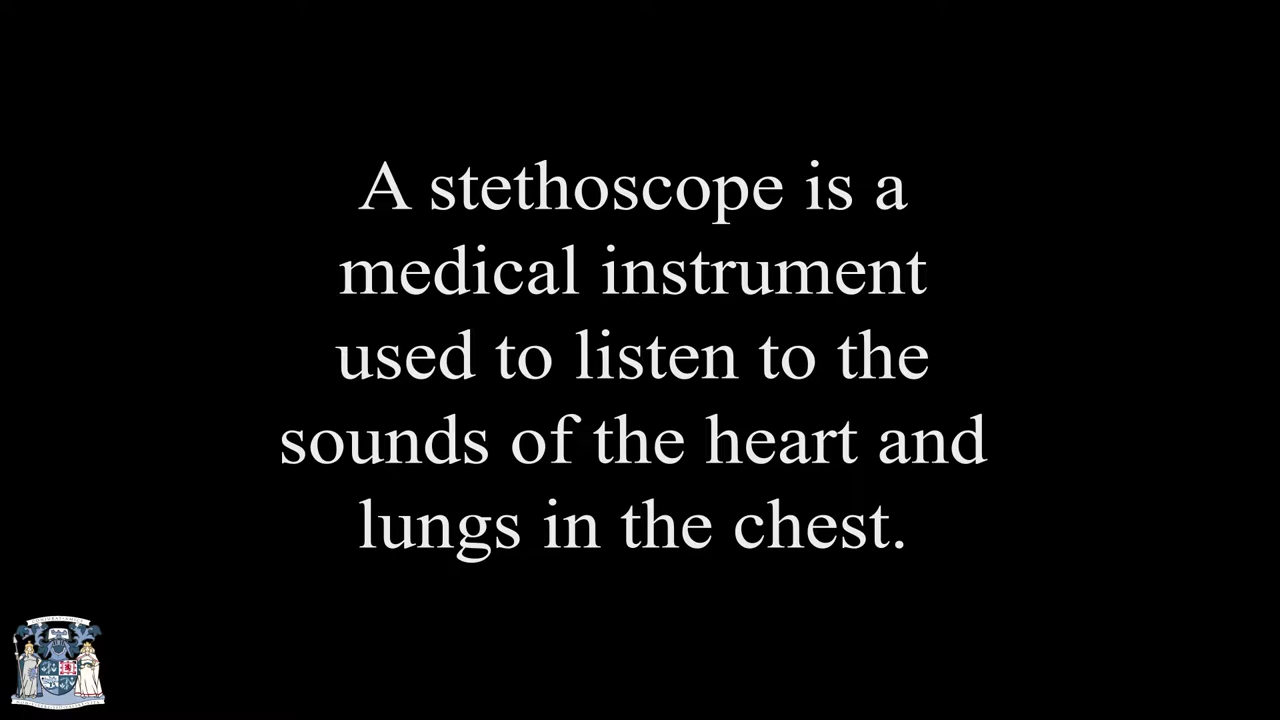 A stethoscope is a
medical instrument
used to listen to the
sounds of the heart and
lungs in the chest.